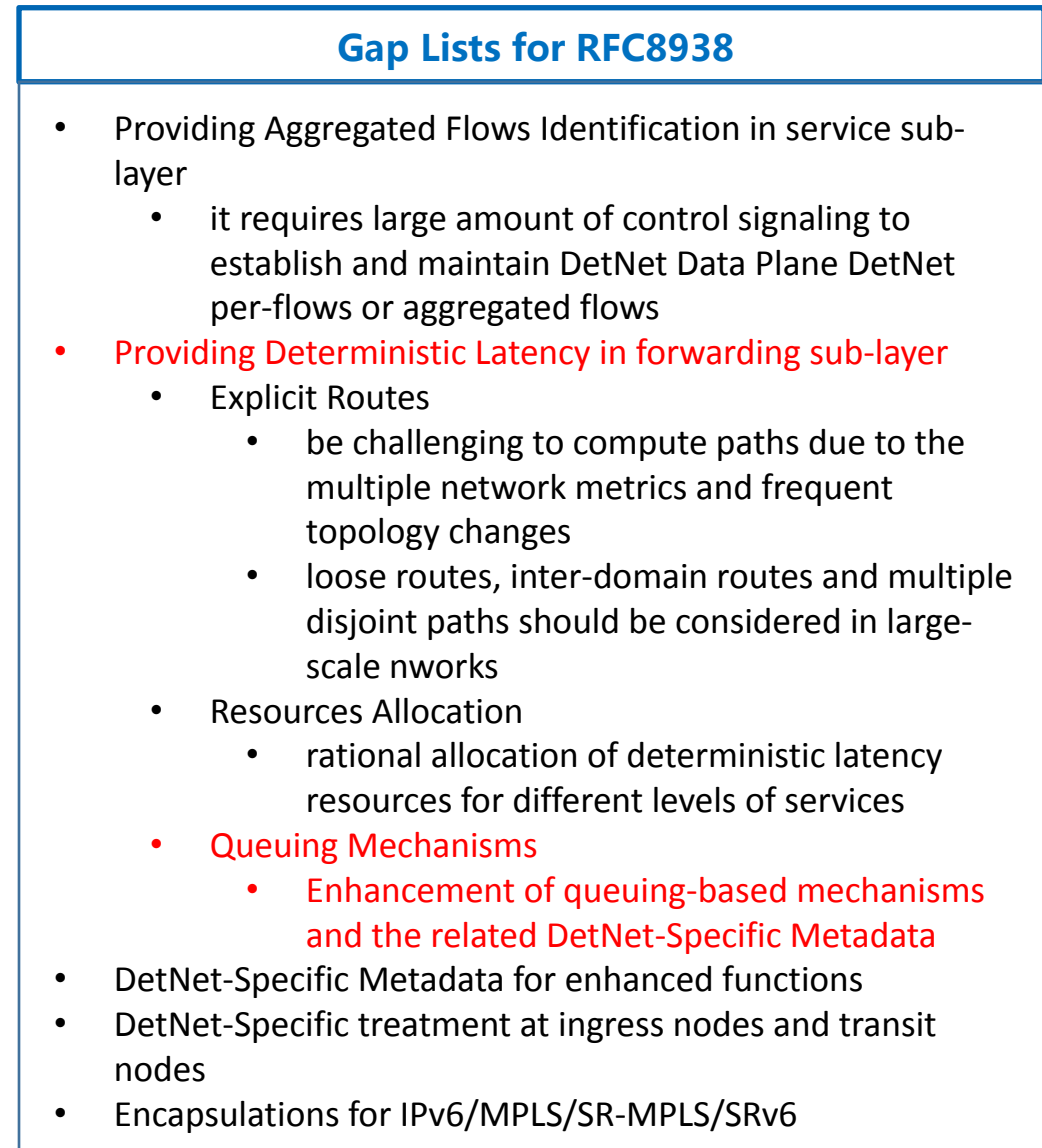 Gap Lists for RFC8938
• Providing Aggregated Flows Identification in service sub-
layer
• it requires large amount of control signaling to
establish and maintain DetNet Data Plane DetNet
per-flows or aggregated flows
• Providing Deterministic Latency in forwarding sub-layer
• Explicit Routes
• be challenging to compute paths due to the
multiple network metrics and frequent
topology changes
• loose routes, inter-domain routes and multiple
disjoint paths should be considered in large-
scale nworks
• Resources Allocation
• rational allocation of deterministic latency
resources for different levels of services
• Queuing Mechanisms
• Enhancement of queuing-based mechanisms
and the related DetNet-Specific Metadata
• DetNet-Specific Metadata for enhanced functions
• DetNet-Specific treatment at ingress nodes and transit
nodes
• Encapsulations for IPv6/MPLS/SR-MPLS/SRv6